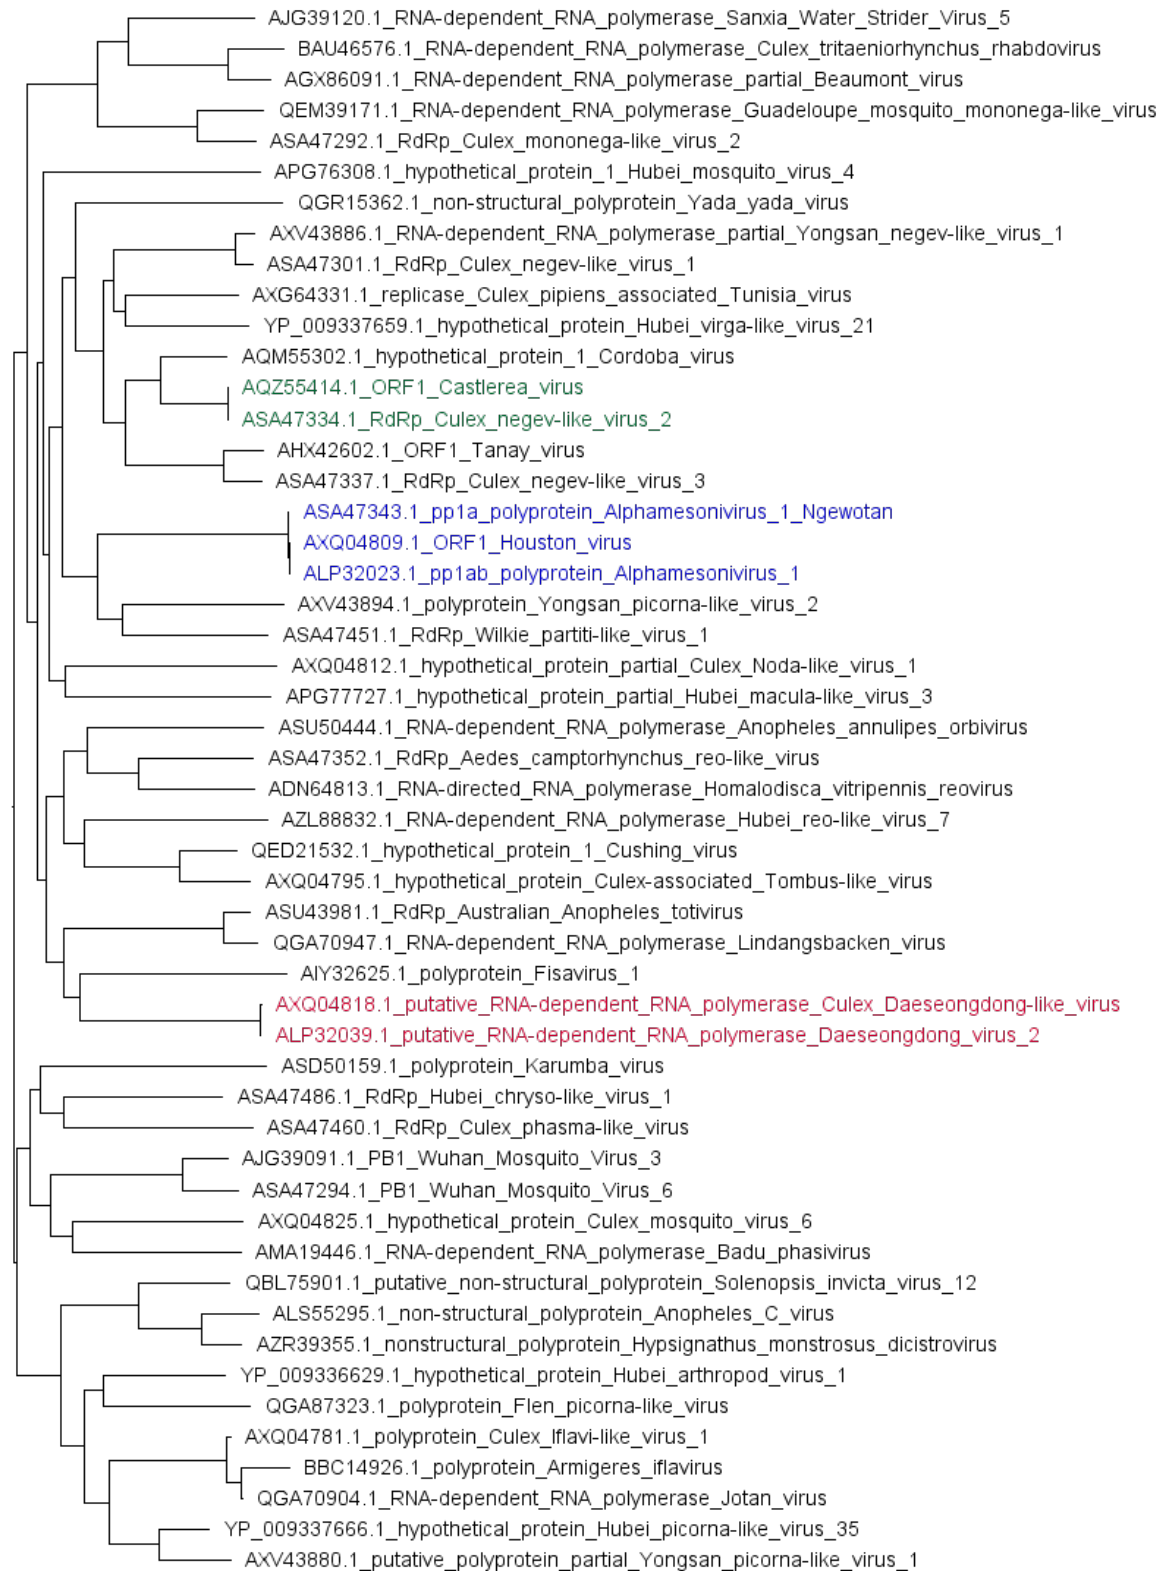 AJG39120.1_RNA-dependent_RNA_polymerase_Sanxia_Water_Strider_Virus_5
BAU46576.1_RNA-dependent_RNA_polymerase_Culex_tritaeniorhynchus_rhabdovirus
AGX86091.1_RNA-dependent_RNA_polymerase_partial_Beaumont_virus
QEM39171.1_RNA-dependent_RNA_polymerase_Guadeloupe_mosquito_mononega-like_virus
ASA47292.1_RdRp_Culex_mononega-like_virus_2
APG76308.1_hypothetical_protein_1_Hubei_mosquito_virus_4
QGR15362.1_non-structural_polyprotein_Yada_yada_virus
AXV43886.1_RNA-dependent_RNA_polymerase_partial_Yongsan_negev-like_virus_1
ASA47301.1_RdRp_Culex_negev-like_virus_1
AXG64331.1_replicase_Culex_pipiens_associated_Tunisia_virus
YP_009337659.1_hypothetical_protein_Hubei_virga-like_virus_21
AQM55302.1_hypothetical_protein_1_Cordoba_virus
AQZ55414.1_ORF1_Castlerea_virus
ASA47334.1_RdRp_Culex_negev-like_virus_2
AHX42602.1_ORF1_Tanay_virus
ASA47337.1_RdRp_Culex_negev-like_virus_3
ASA47343.1_pp1a_polyprotein_Alphamesonivirus_1_Ngewotan
AXQ04809.1_ORF1_Houston_virus
ALP32023.1_pp1ab_polyprotein_Alphamesonivirus_1
AXV43894.1_polyprotein_Yongsan_picorna-like_virus_2
ASA47451.1_RdRp_Wilkie_partiti-like_virus_1
AXQ04812.1_hypothetical_protein_partial_Culex_Noda-like_virus_1
APG77727.1_hypothetical_protein_partial_Hubei_macula-like_virus_3
ASU50444.1_RNA-dependent_RNA_polymerase_Anopheles_annulipes_orbivirus
ASA47352.1_RdRp_Aedes_camptorhynchus_reo-like_virus
ADN64813.1_RNA-directed_RNA_polymerase_Homalodisca_vitripennis_reovirus
AZL88832.1_RNA-dependent_RNA_polymerase_Hubei_reo-like_virus_7
QED21532.1_hypothetical_protein_1_Cushing_virus
AXQ04795.1_hypothetical_protein_Culex-associated_Tombus-like_virus
ASU43981.1_RdRp_Australian_Anopheles_totivirus
QGA70947.1_RNA-dependent_RNA_polymerase_Lindangsbacken_virus
AIY32625.1_polyprotein_Fisavirus_1
AXQ04818.1_putative_RNA-dependent_RNA_polymerase_Culex_Daeseongdong-like_virus
ALP32039.1_putative_RNA-dependent_RNA_polymerase_Daeseongdong_virus_2
ASD50159.1_polyprotein_Karumba_virus
ASA47486.1_RdRp_Hubei_chryso-like_virus_1
ASA47460.1_RdRp_Culex_phasma-like_virus
AJG39091.1_PB1_Wuhan_Mosquito_Virus_3
ASA47294.1_PB1_Wuhan_Mosquito_Virus_6
AXQ04825.1_hypothetical_protein_Culex_mosquito_virus_6
AMA19446.1_RNA-dependent_RNA_polymerase_Badu_phasivirus
QBL75901.1_putative_non-structural_polyprotein_Solenopsis_invicta_virus_12
ALS55295.1_non-structural_polyprotein_Anopheles_C_virus
AZR39355.1_nonstructural_polyprotein_Hypsignathus_monstrosus_dicistrovirus
YP_009336629.1_hypothetical_protein_Hubei_arthropod_virus_1
QGA87323.1_polyprotein_Flen_picorna-like_virus
AXQ04781.1_polyprotein_Culex_Iflavi-like_virus_1
BBC14926.1_polyprotein_Armigeres_iflavirus
QGA70904.1_RNA-dependent_RNA_polymerase_Jotan_virus
YP_009337666.1_hypothetical_protein_Hubei_picorna-like_virus_35
AXV43880.1_putative_polyprotein_partial_Yongsan_picorna-like_virus_1